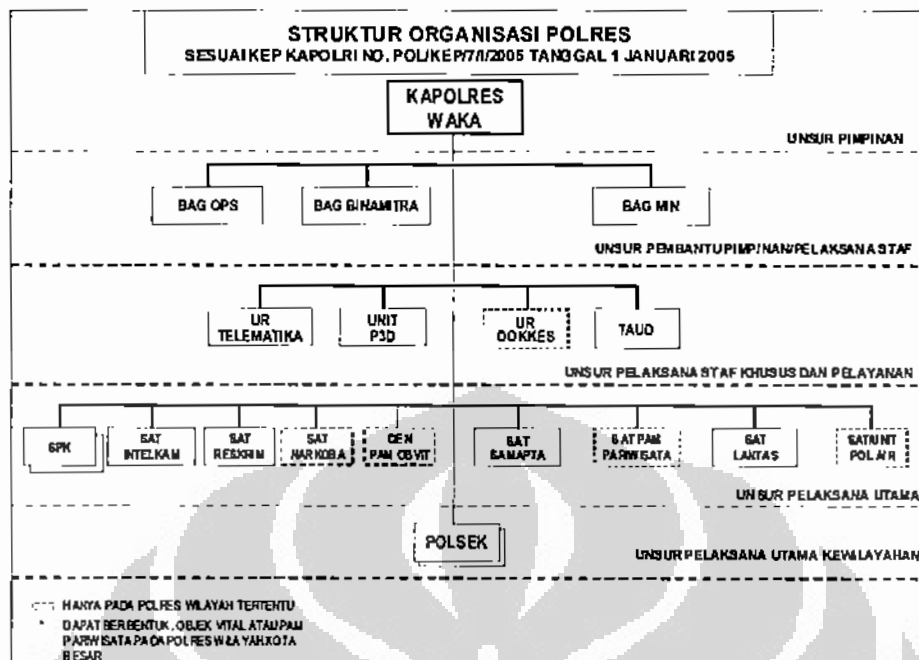 STRUKTUR ORGANISASI POLRES
SESUAI KEP KAPOLRI NO. POL/KEP/7/I/2005 TANGGAL 1 JANUARI 2005
KAPOLRES
WAKA
UNSUR PIMPINAN
BAG OPS
BAG BINAMITRA
BAG MIN
UNSUR PEMBANTU PIMPINAN/PELAKSANA STAF
UR
TELEMATIKA
UNIT
P3D
UR
DOKKES
TAUD
UNSUR PELAKSANA STAF KHUSUS DAN PELAYANAN
SPK
SAT
INTELKAM
SAT
RESKRIM
SAT
NARKOBA
DEN
PAM OBVIT
SAT
SAMAPTA
SAT PAM
PARIWISATA
SAT
LANTAS
SAT/UNIT
POLAIR
UNSUR PELAKSANA UTAMA
POLSEK
UNSUR PELAKSANA UTAMA KEWILAYAHAN
HANYA PADA POLRES WILAYAH TERTENTU
* DAPAT BERBENTUK, OBJEK VITAL ATAU PAM
PARIWISATA PADA POLRES WILAYAH KOTA
BESAR